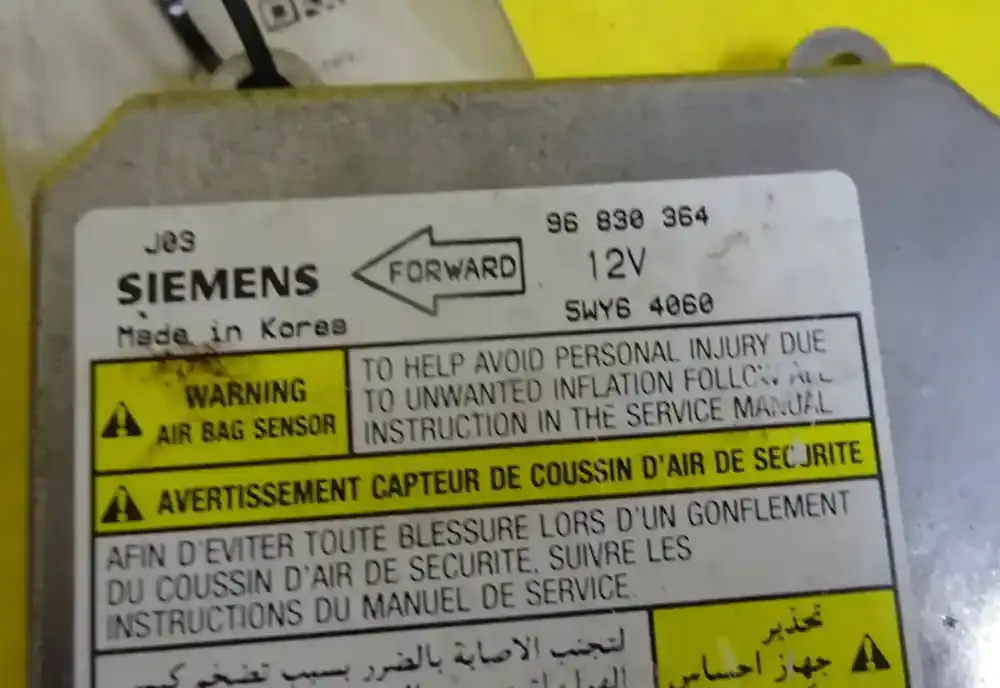 J03
SIEMENS
Made in Korea
FORWARD
96 830 364
12V
5WY6 4060
WARNING
AIR BAG SENSOR
TO HELP AVOID PERSONAL INJURY DUE
TO UNWANTED INFLATION FOLLOW ALL
INSTRUCTION IN THE SERVICE MANUAL
AVERTISSEMENT CAPTEUR DE COUSSIN D'AIR DE SECURITE
AFIN D'EVITER TOUTE BLESSURE LORS D'UN GONFLEMENT
DU COUSSIN D'AIR DE SECURITE, SUIVRE LES
INSTRUCTIONS DU MANUEL DE SERVICE.
تحذير
جهاز احساس
لتجنب الاصابة بالضرر بسبب تضخم